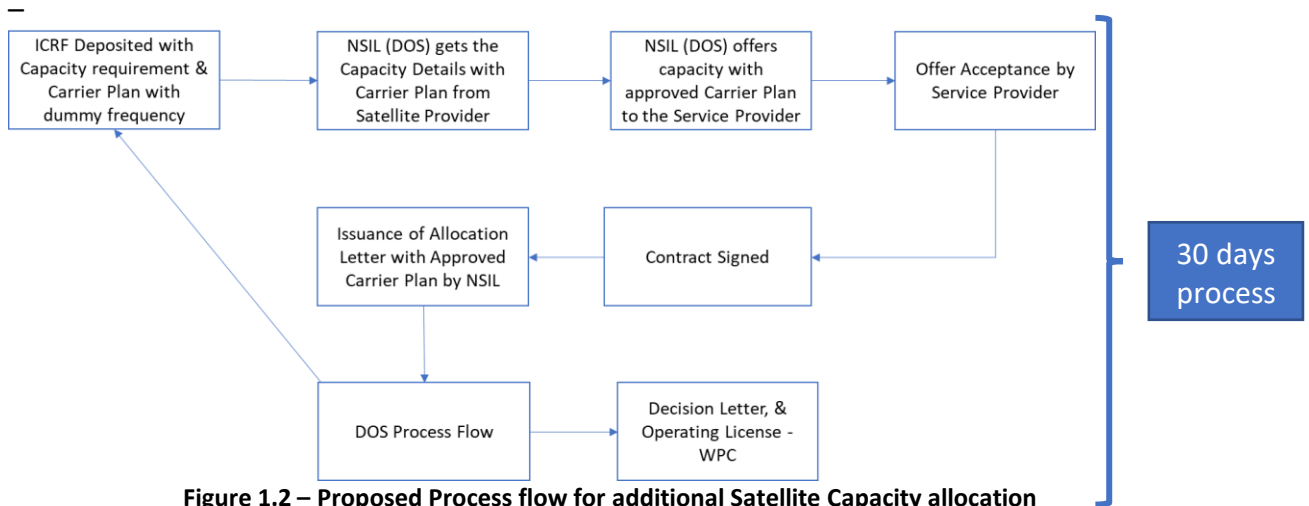 ICRF Deposited with
Capacity requirement &
Carrier Plan with
dummy frequency
NSIL (DOS) gets the
Capacity Details with
Carrier Plan from
Satellite Provider
NSIL (DOS) offers
capacity with
approved Carrier Plan
to the Service Provider
Offer Acceptance by
Service Provider
Issuance of Allocation
Letter with Approved
Carrier Plan by NSIL
Contract Signed
30 days
process
DOS Process Flow
Decision Letter, &
Operating License -
WPC
Figure 1.2 – Proposed Process flow for additional Satellite Capacity allocation